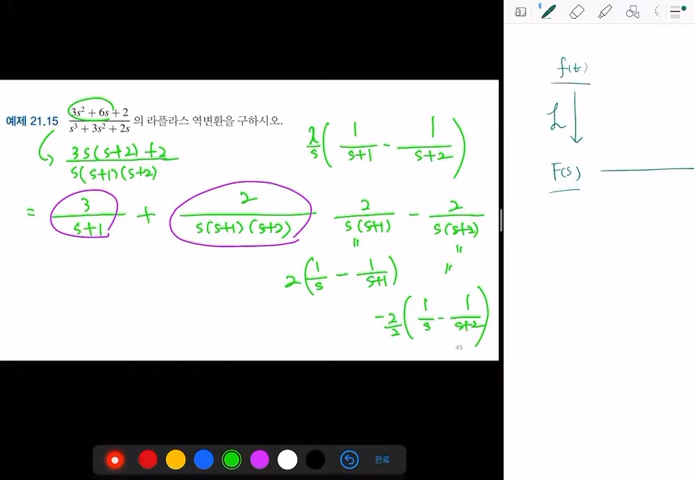 예제 21.15 (3s² + 6s + 2)/(s³ + 3s² + 2s) 의 라플라스 역변환을 구하시오.
(3s(s+2)+2)/(s(s+1)(s+2))
2/s (1/(s+1) - 1/(s+2))
= 3/(s+1) + 2/(s(s+1)(s+2))
2/(s(s+1)) - 2/(s(s+2))
" "
2(1/s - 1/(s+1)) "
-2/2 (1/s - 1/(s+2))
43
완료
f(t)
ℒ
F(s)